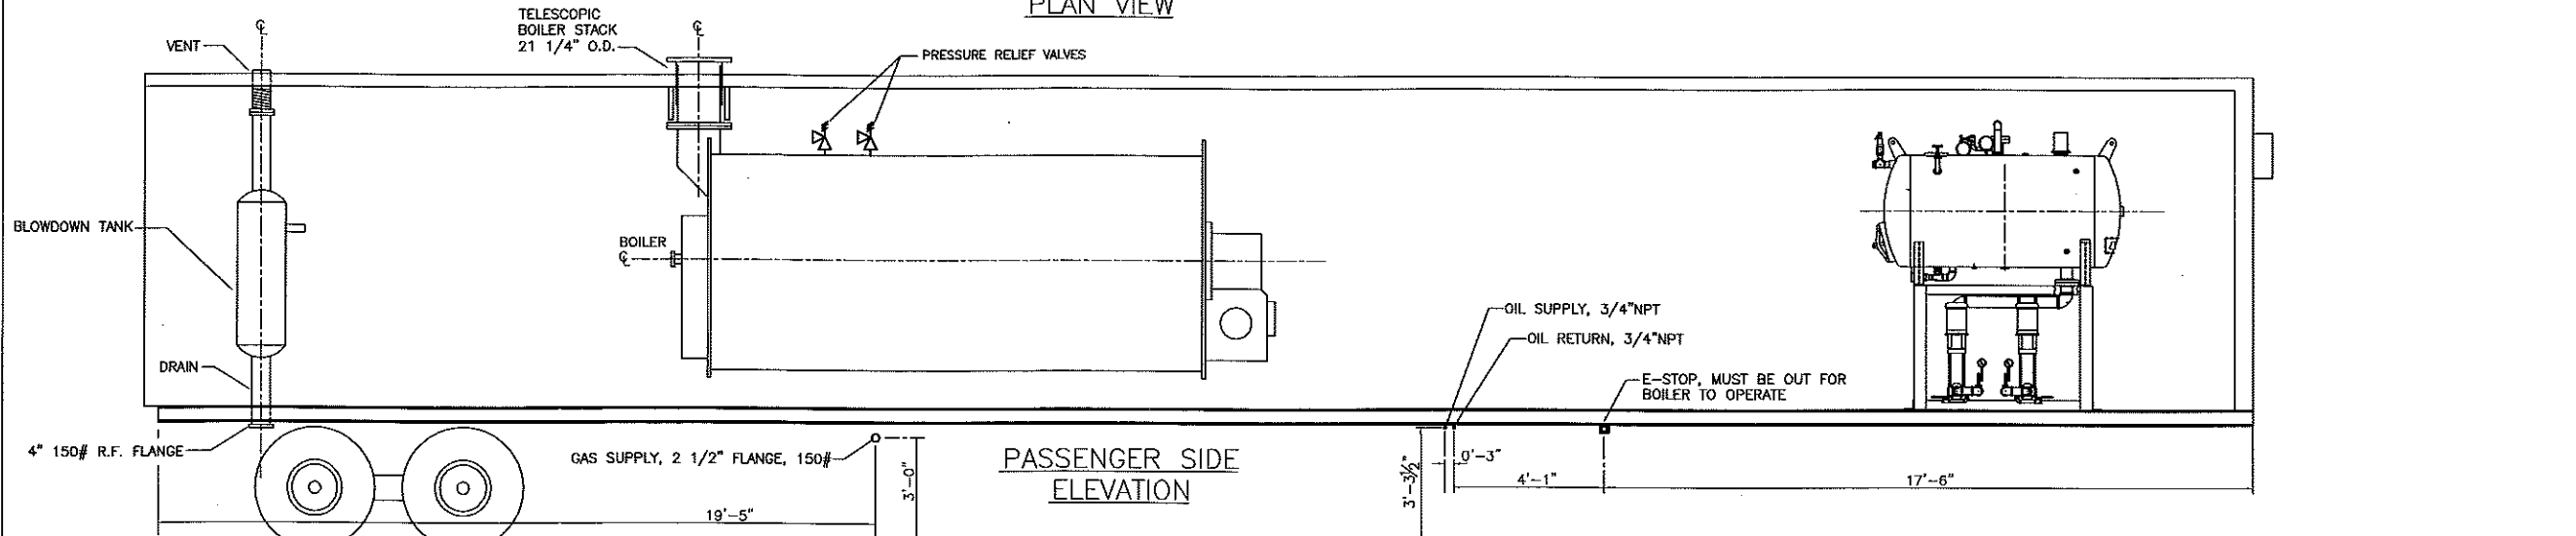 PLAN VIEW
℄
VENT
TELESCOPIC
BOILER STACK
21 1/4" O.D.
℄
PRESSURE RELIEF VALVES
BLOWDOWN TANK
BOILER
℄
OIL SUPPLY, 3/4"NPT
OIL RETURN, 3/4"NPT
E-STOP, MUST BE OUT FOR
BOILER TO OPERATE
DRAIN
4" 150# R.F. FLANGE
GAS SUPPLY, 2 1/2" FLANGE, 150#
PASSENGER SIDE
ELEVATION
19'-5"
3'-0"
3'-3½"
0'-3"
4'-1"
17'-6"